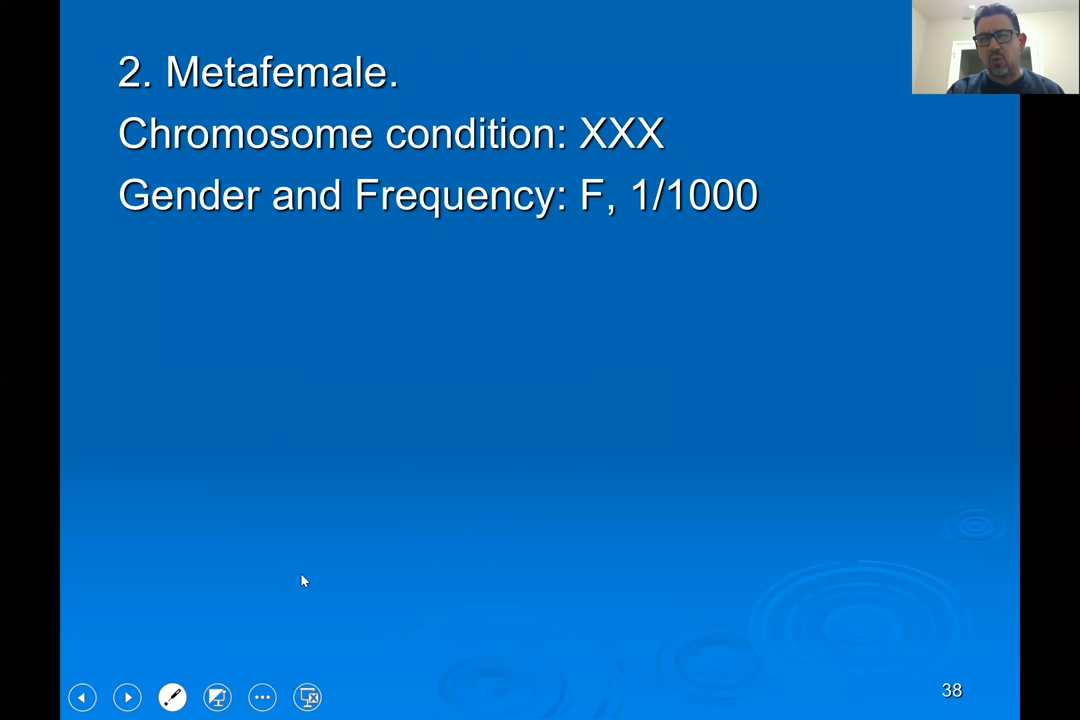 2. Metafemale.
Chromosome condition: XXX
Gender and Frequency: F, 1/1000
38